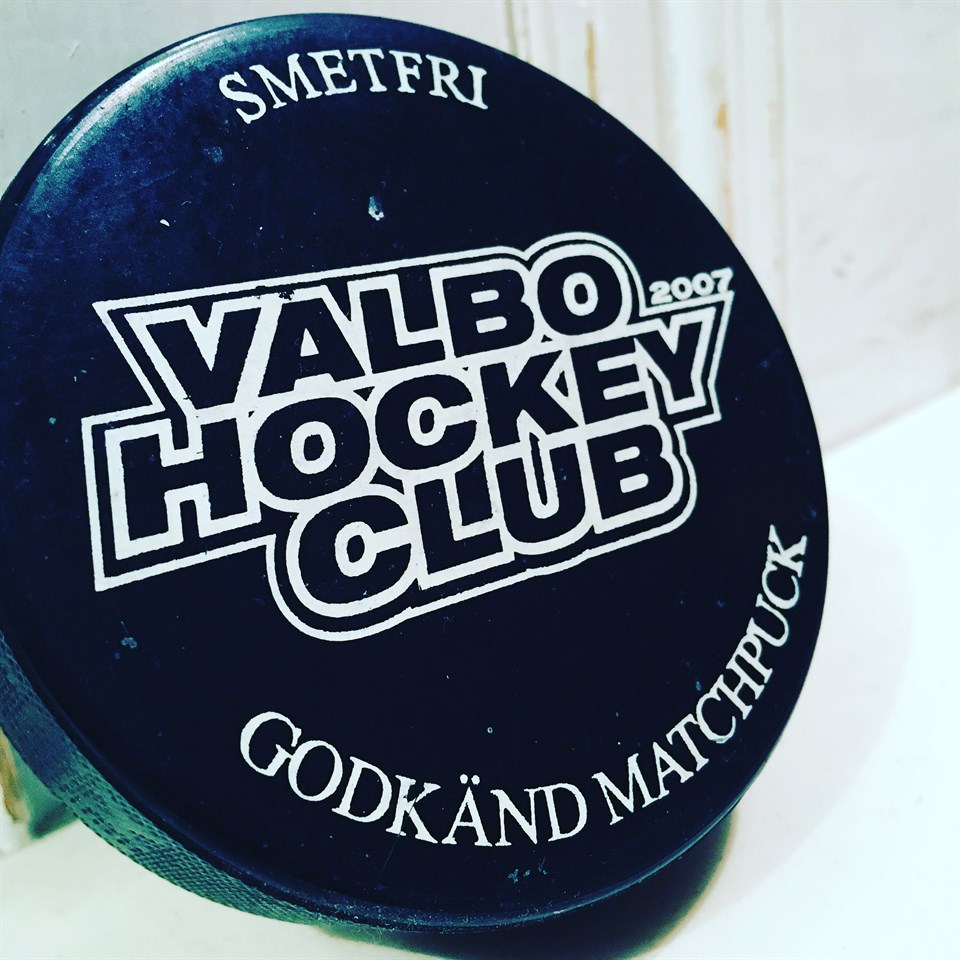 SMETFRI
VALBO
2007
HOCKEY
CLUB
GODKÄND MATCHPUCK